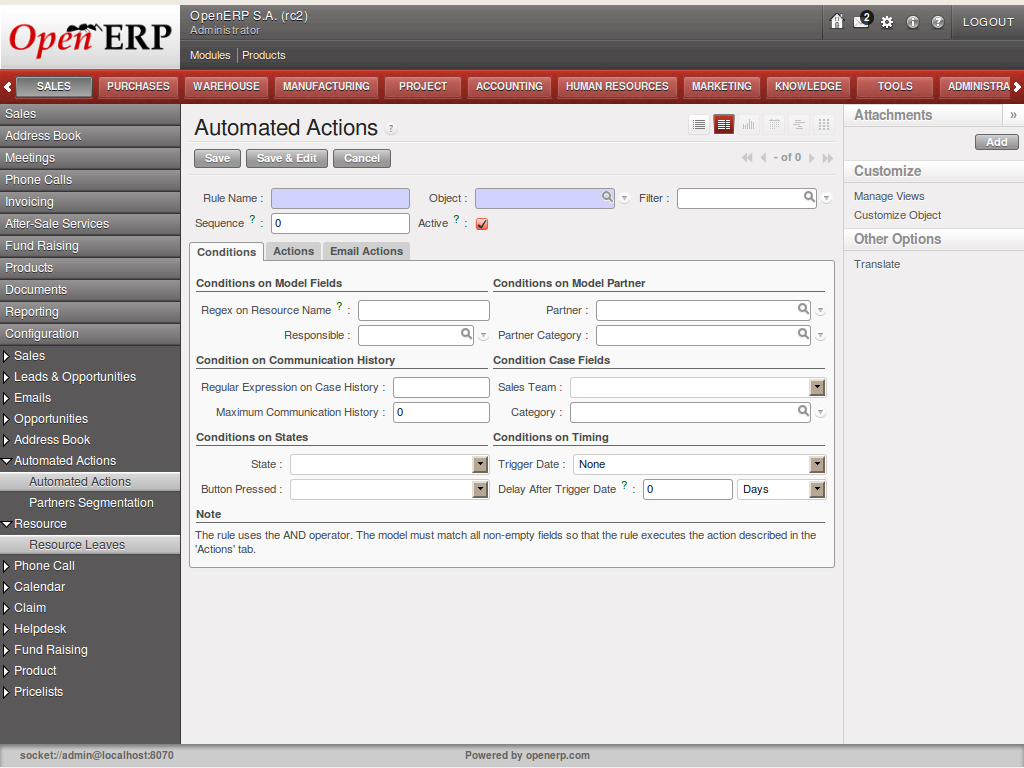 Open ERP
OpenERP S.A. (rc2)
Administrator
2
LOGOUT
Modules
Products
SALES
PURCHASES
WAREHOUSE
MANUFACTURING
PROJECT
ACCOUNTING
HUMAN RESOURCES
MARKETING
KNOWLEDGE
TOOLS
ADMINISTRA
Sales
Address Book
Meetings
Phone Calls
Invoicing
After-Sale Services
Fund Raising
Products
Documents
Reporting
Configuration
Sales
Leads & Opportunities
Emails
Opportunities
Address Book
Automated Actions
Automated Actions
Partners Segmentation
Resource
Resource Leaves
Phone Call
Calendar
Claim
Helpdesk
Fund Raising
Product
Pricelists
Automated Actions ?
Save
Save & Edit
Cancel
- of 0
Rule Name :
Object :
Filter :
Sequence ? : 0
Active ? :
Conditions
Actions
Email Actions
Conditions on Model Fields
Regex on Resource Name ? :
Responsible :
Conditions on Model Partner
Partner :
Partner Category :
Condition on Communication History
Regular Expression on Case History :
Maximum Communication History : 0
Condition Case Fields
Sales Team :
Category :
Conditions on States
State :
Button Pressed :
Conditions on Timing
Trigger Date : None
Delay After Trigger Date ? : 0 Days
Note
The rule uses the AND operator. The model must match all non-empty fields so that the rule executes the action described in the
'Actions' tab.
Attachments »
Add
Customize
Manage Views
Customize Object
Other Options
Translate
socket://admin@localhost:8070
Powered by openerp.com